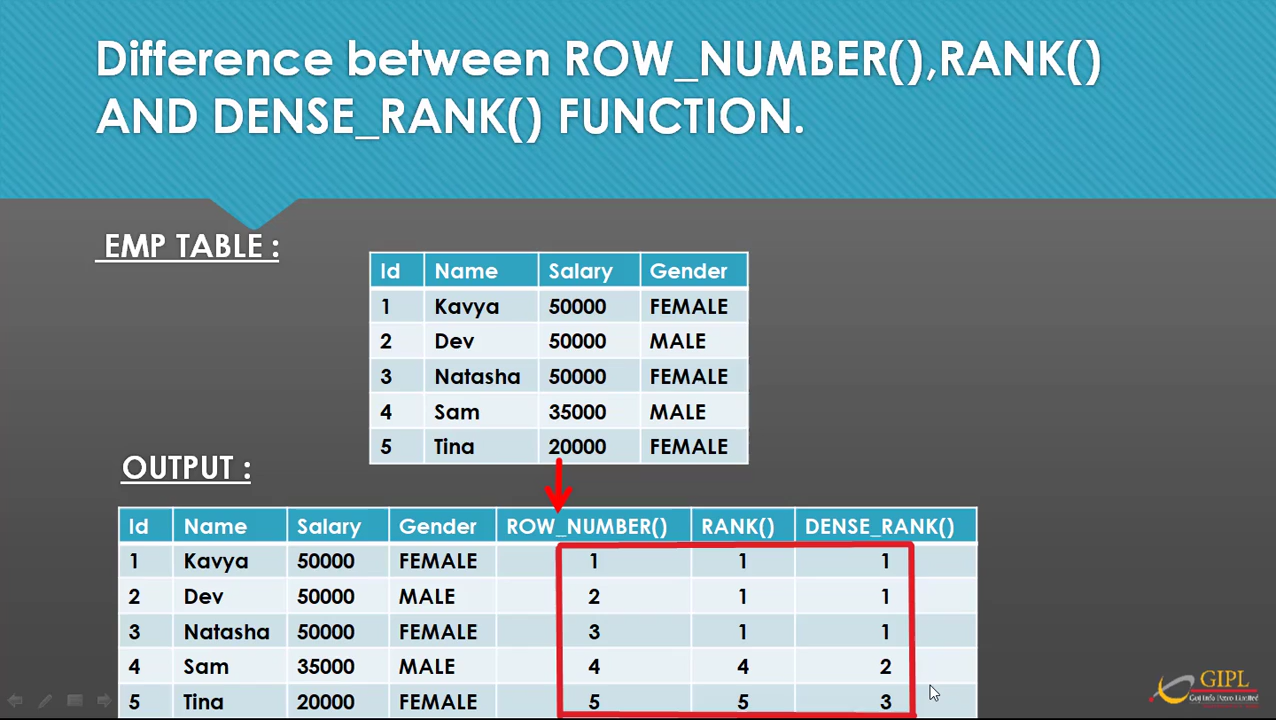 Difference between ROW_NUMBER(),RANK()
AND DENSE_RANK() FUNCTION.
EMP TABLE :
Id Name Salary Gender
1 Kavya 50000 FEMALE
2 Dev 50000 MALE
3 Natasha 50000 FEMALE
4 Sam 35000 MALE
5 Tina 20000 FEMALE
OUTPUT :
Id Name Salary Gender ROW_NUMBER() RANK() DENSE_RANK()
1 Kavya 50000 FEMALE 1 1 1
2 Dev 50000 MALE 2 1 1
3 Natasha 50000 FEMALE 3 1 1
4 Sam 35000 MALE 4 4 2
5 Tina 20000 FEMALE 5 5 3
GIPL
Limited